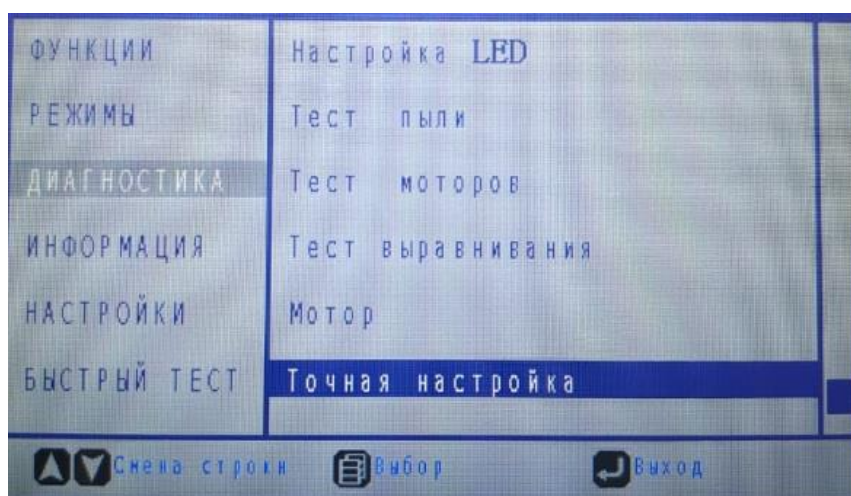 ФУНКЦИИ
РЕЖИМЫ
ДИАГНОСТИКА
ИНФОРМАЦИЯ
НАСТРОЙКИ
БЫСТРЫЙ ТЕСТ
Настройка LED
Тест пыли
Тест моторов
Тест выравнивания
Мотор
Точная настройка
Смена строки Выбор Выход